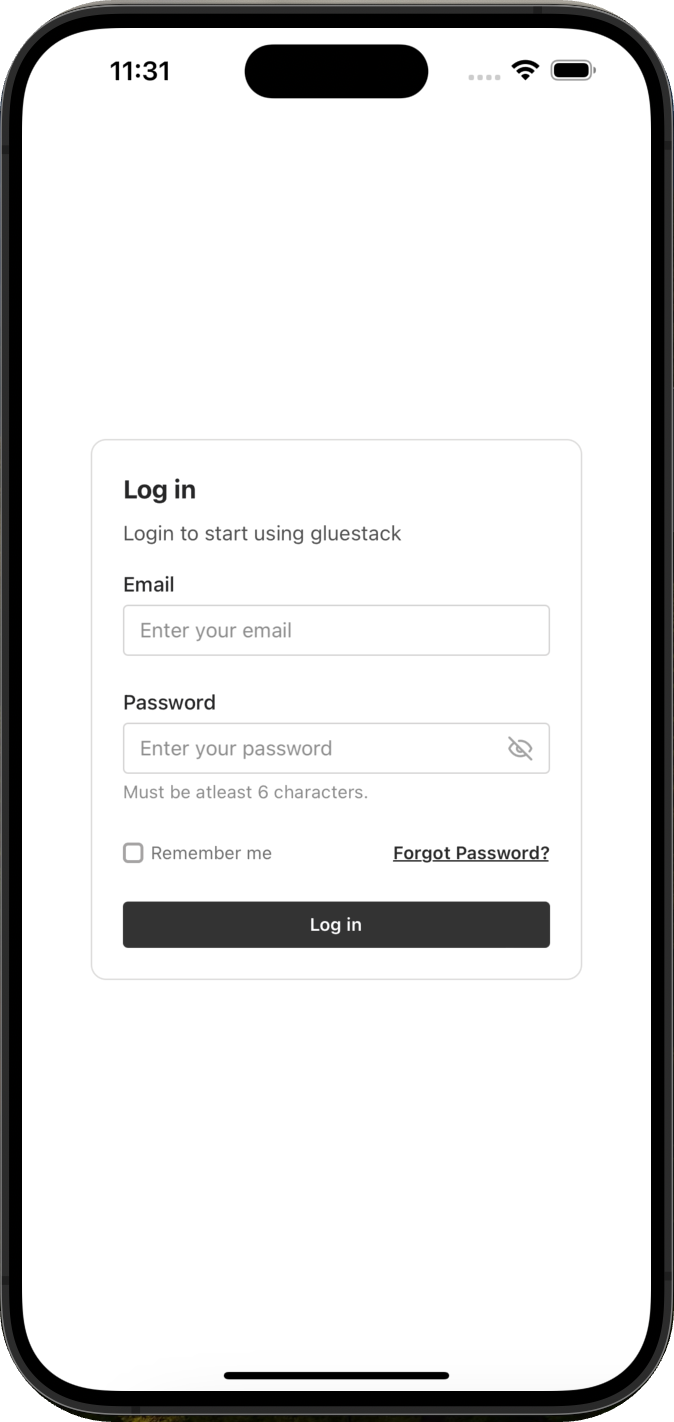 11:31
Log in
Login to start using gluestack
Email
Enter your email
Password
Enter your password
Must be atleast 6 characters.
Remember me
Forgot Password?
Log in